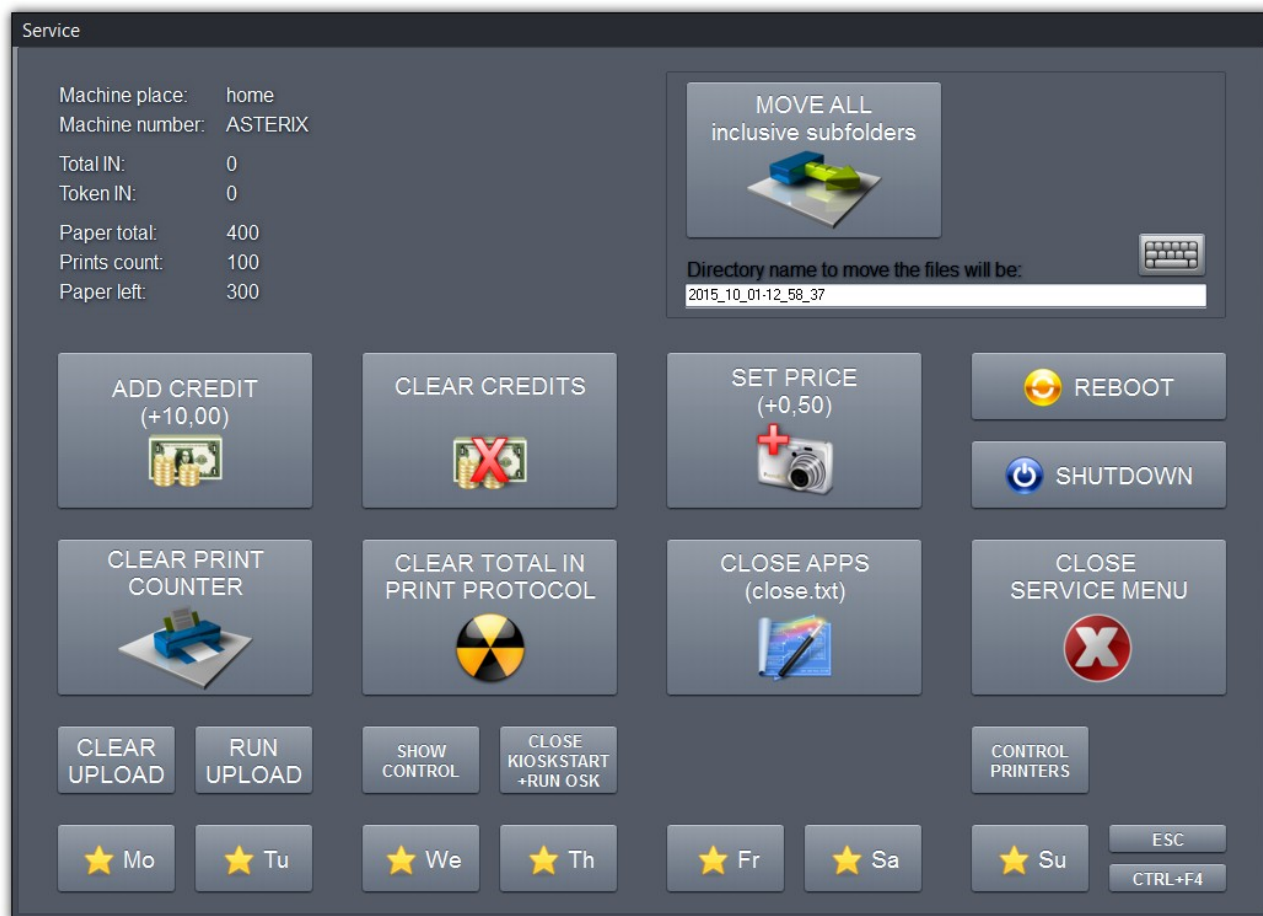 Service
Machine place: home
Machine number: ASTERIX
Total IN: 0
Token IN: 0
Paper total: 400
Prints count: 100
Paper left: 300
MOVE ALL
inclusive subfolders
Directory name to move the files will be:
2015_10_01-12_58_37
ADD CREDIT
(+10,00)
CLEAR CREDITS
SET PRICE
(+0,50)
REBOOT
SHUTDOWN
CLEAR PRINT
COUNTER
CLEAR TOTAL IN
PRINT PROTOCOL
CLOSE APPS
(close.txt)
CLOSE
SERVICE MENU
CLEAR
UPLOAD
RUN
UPLOAD
SHOW
CONTROL
CLOSE
KIOSKSTART
+RUN OSK
CONTROL
PRINTERS
Mo
Tu
We
Th
Fr
Sa
Su
ESC
CTRL+F4